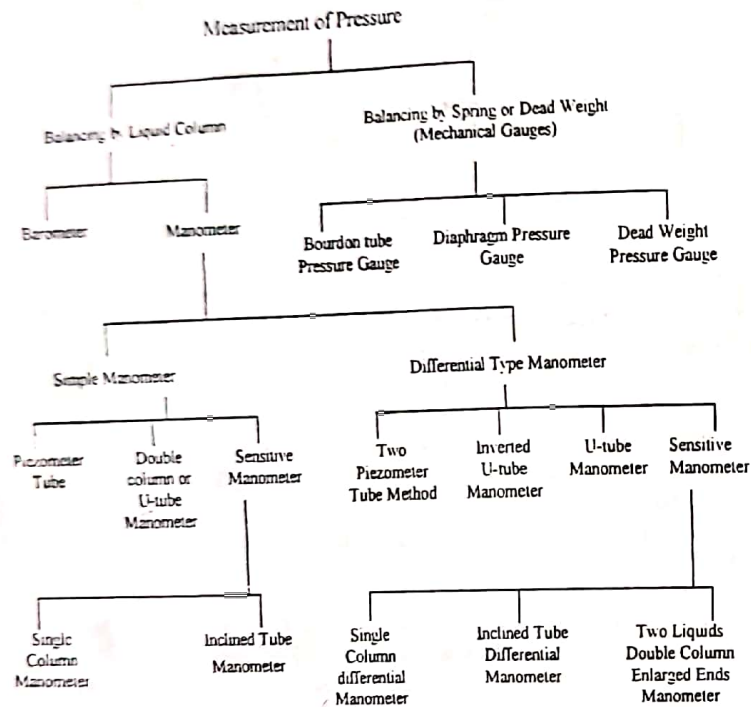 Measurement of Pressure
Balancing by Liquid Column
Balancing by Spring or Dead Weight
(Mechanical Gauges)
Barometer
Manometer
Bourdon tube
Pressure Gauge
Diaphragm Pressure
Gauge
Dead Weight
Pressure Gauge
Simple Manometer
Differential Type Manometer
Piezometer
Tube
Double
column or
U-tube
Manometer
Sensitive
Manometer
Two
Piezometer
Tube Method
Inverted
U-tube
Manometer
U-tube
Manometer
Sensitive
Manometer
Single
Column
Manometer
Inclined Tube
Manometer
Single
Column
differential
Manometer
Inclined Tube
Differential
Manometer
Two Liquids
Double Column
Enlarged Ends
Manometer